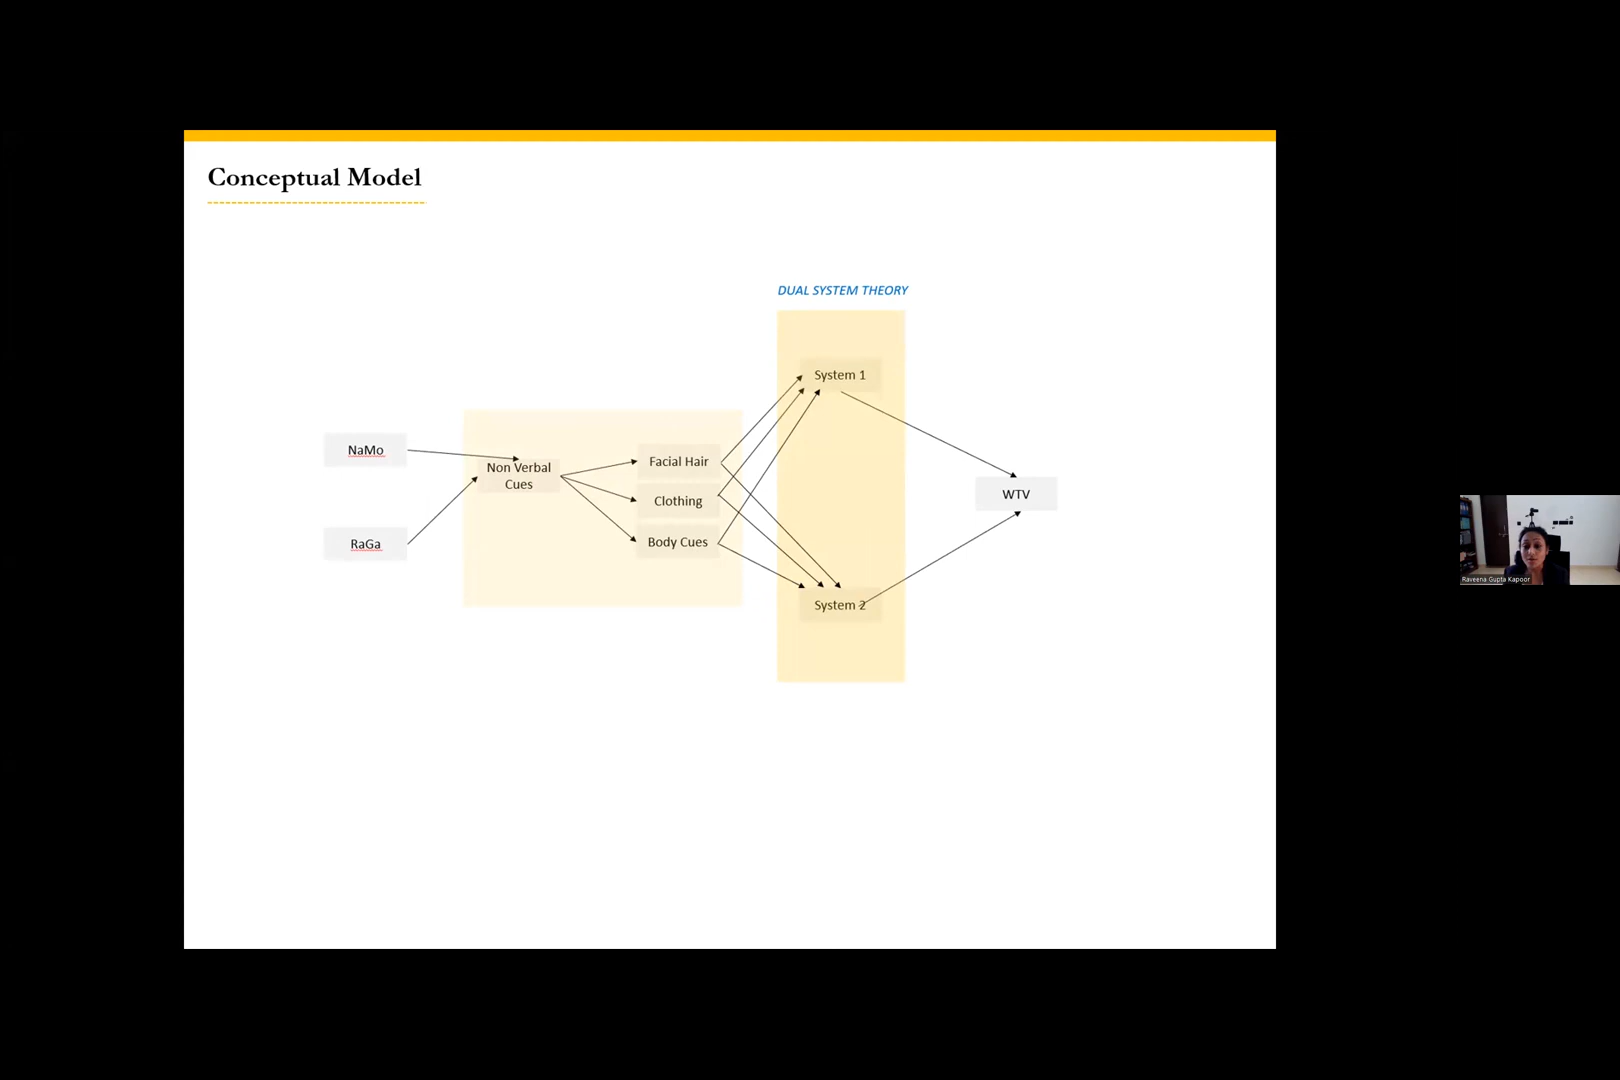 Conceptual Model
DUAL SYSTEM THEORY
System 1
NaMo
Non Verbal
Cues
Facial Hair
Clothing
Body Cues
WTV
RaGa
System 2
Raveena Gupta Kapoor